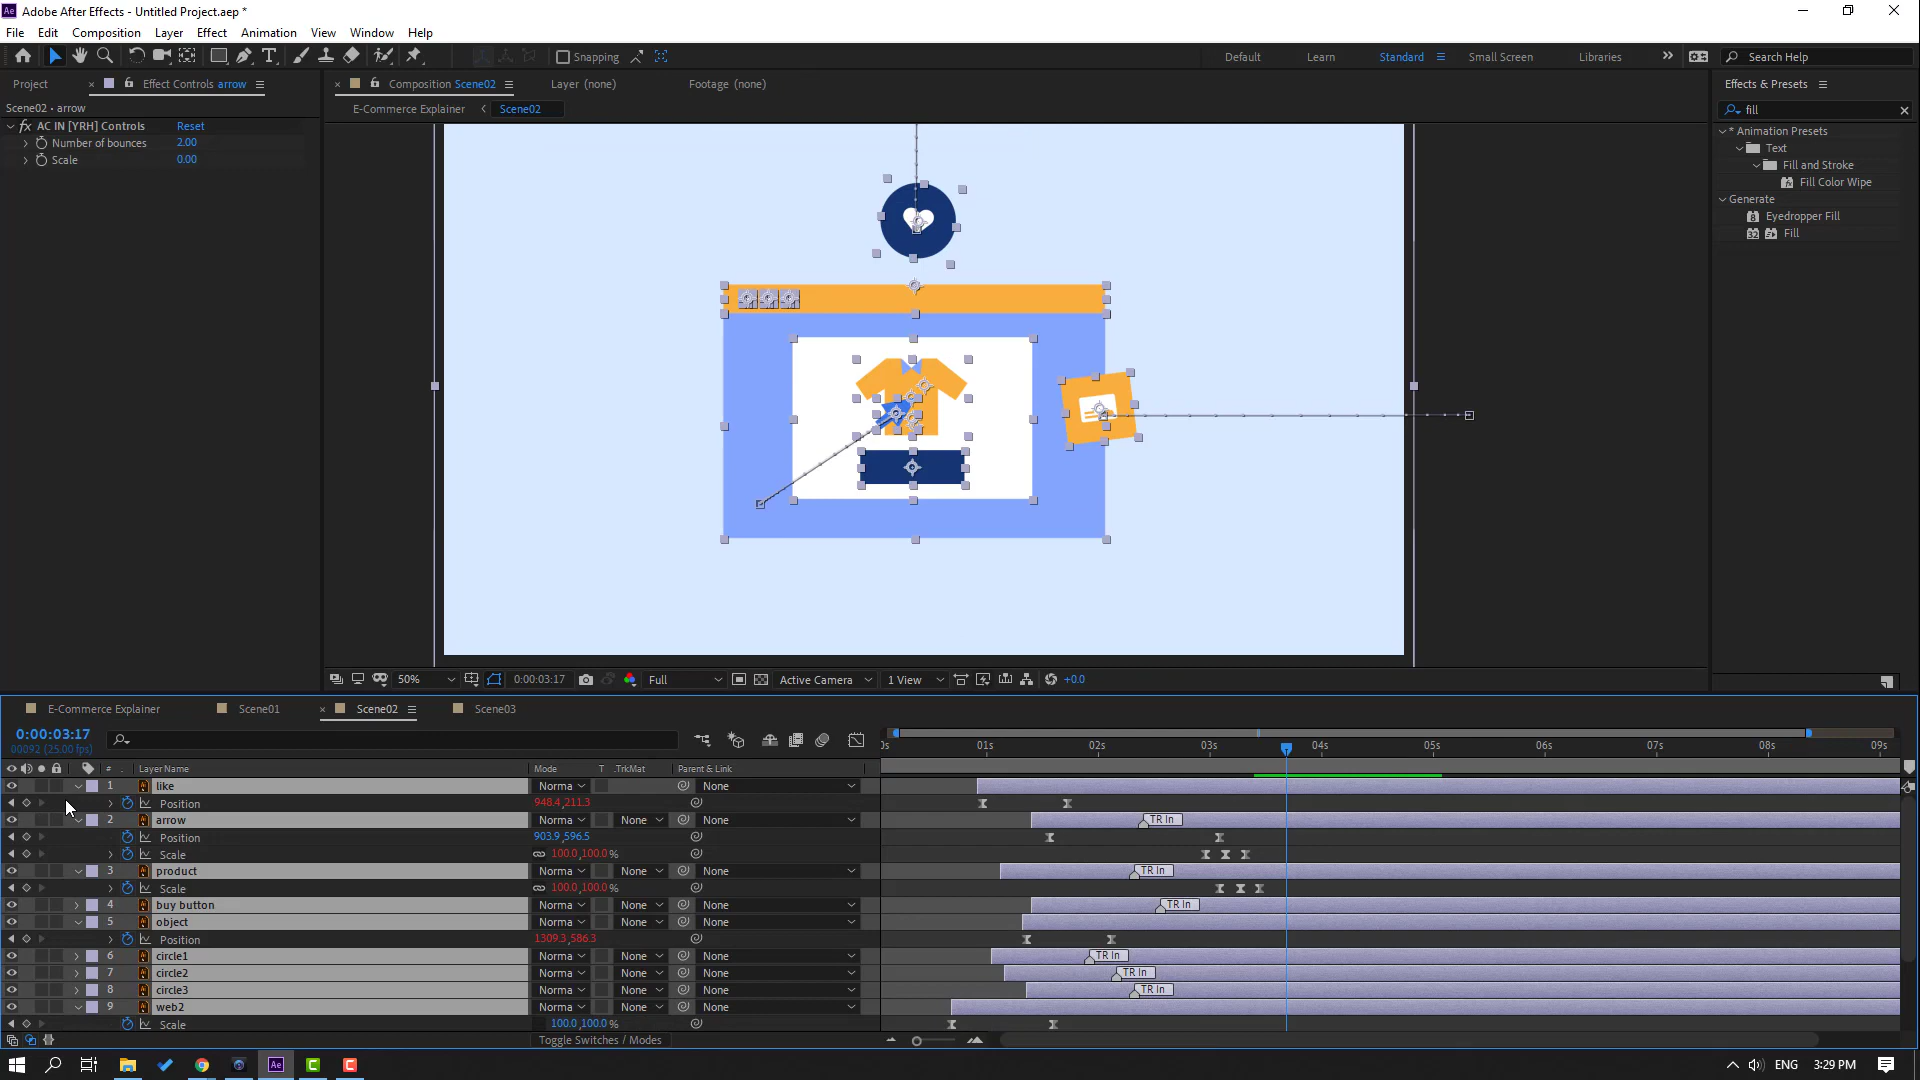 Adobe After Effects - Untitled Project.aep *
File Edit Composition Layer Effect Animation View Window Help
Snapping
Default Learn Standard Small Screen Libraries
Search Help
Project
Effect Controls arrow
Composition Scene02
Layer (none)
Footage (none)
Effects & Presets
Scene02 • arrow
E-Commerce Explainer
Scene02
fill
fx AC IN [YRH] Controls Reset
Number of bounces 2.00
Scale 0.00
* Animation Presets
Text
Fill and Stroke
Fill Color Wipe
Generate
Eyedropper Fill
Fill
50%
0:00:03:17
Full
Active Camera
1 View
+0.0
E-Commerce Explainer
Scene01
Scene02
Scene03
0:00:03:17
00092 (25.00 fps)
01s 02s 03s 04s 05s 06s 07s 08s 09s
# Layer Name Mode T .TrkMat Parent & Link
1 like Norma None
Position 948.4,211.3
2 arrow Norma None None TR In
Position 903.9,596.5
Scale 100.0,100.0 %
3 product Norma None None TR In
Scale 100.0,100.0 %
4 buy button Norma None None TR In
5 object Norma None None
Position 1309.3,586.3
6 circle1 Norma None None TR In
7 circle2 Norma None None TR In
8 circle3 Norma None None TR In
9 web2 Norma None None
Scale 100.0,100.0 %
Toggle Switches / Modes
ENG 3:29 PM